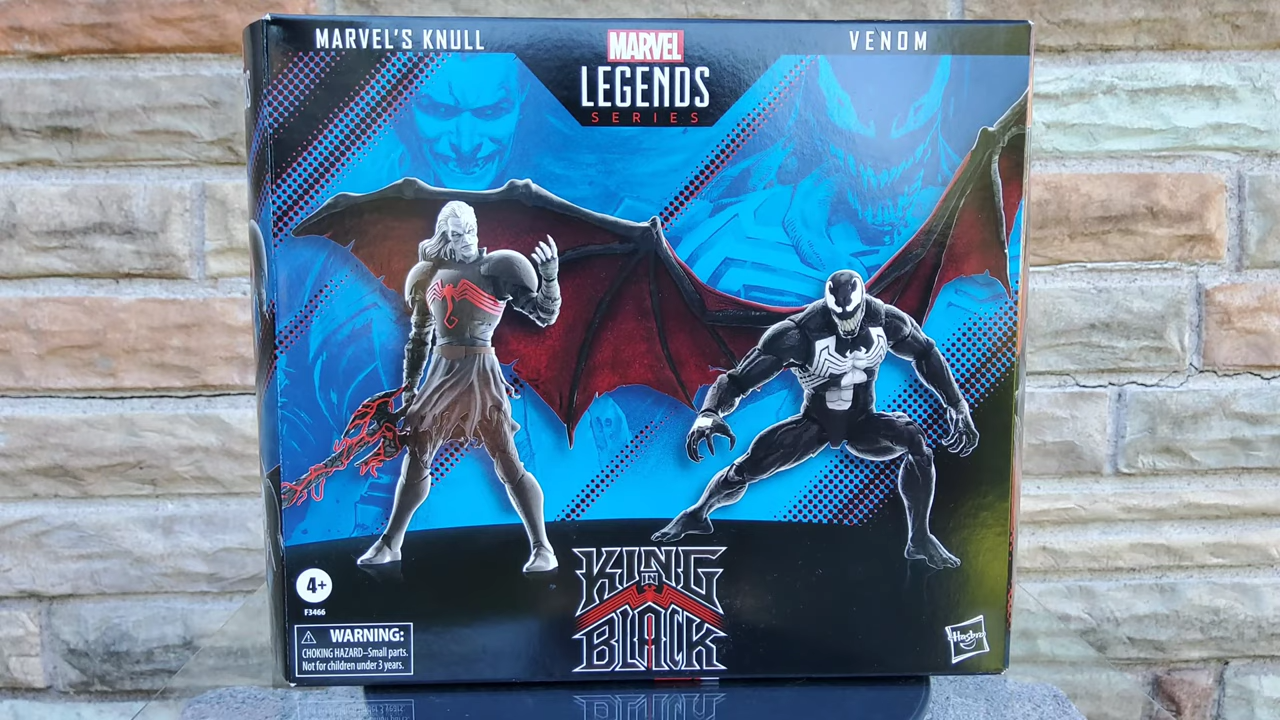 MARVEL'S KNULL
MARVEL
LEGENDS
SERIES
VENOM
KING
IN
BLACK
4+
F3466
WARNING:
CHOKING HAZARD–Small parts.
Not for children under 3 years.
Hasbro